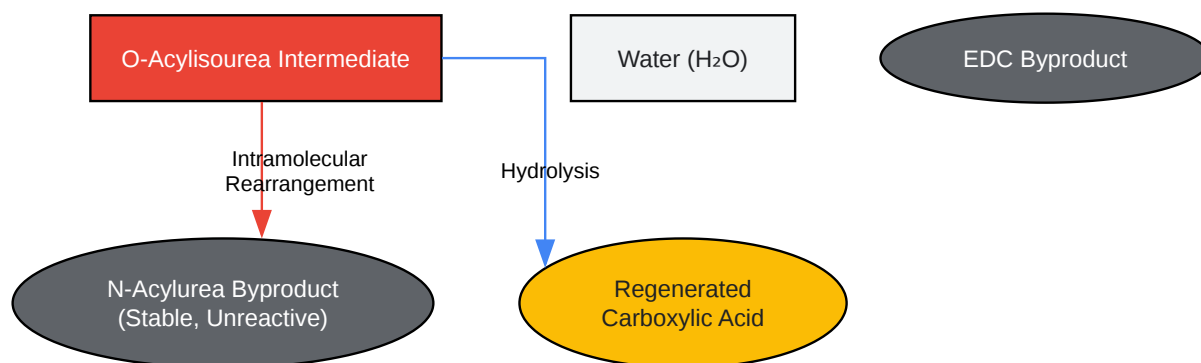 O-Acylisourea Intermediate
Water (H₂O)
EDC Byproduct
Intramolecular
Rearrangement
Hydrolysis
N-Acylurea Byproduct
(Stable, Unreactive)
Regenerated
Carboxylic Acid